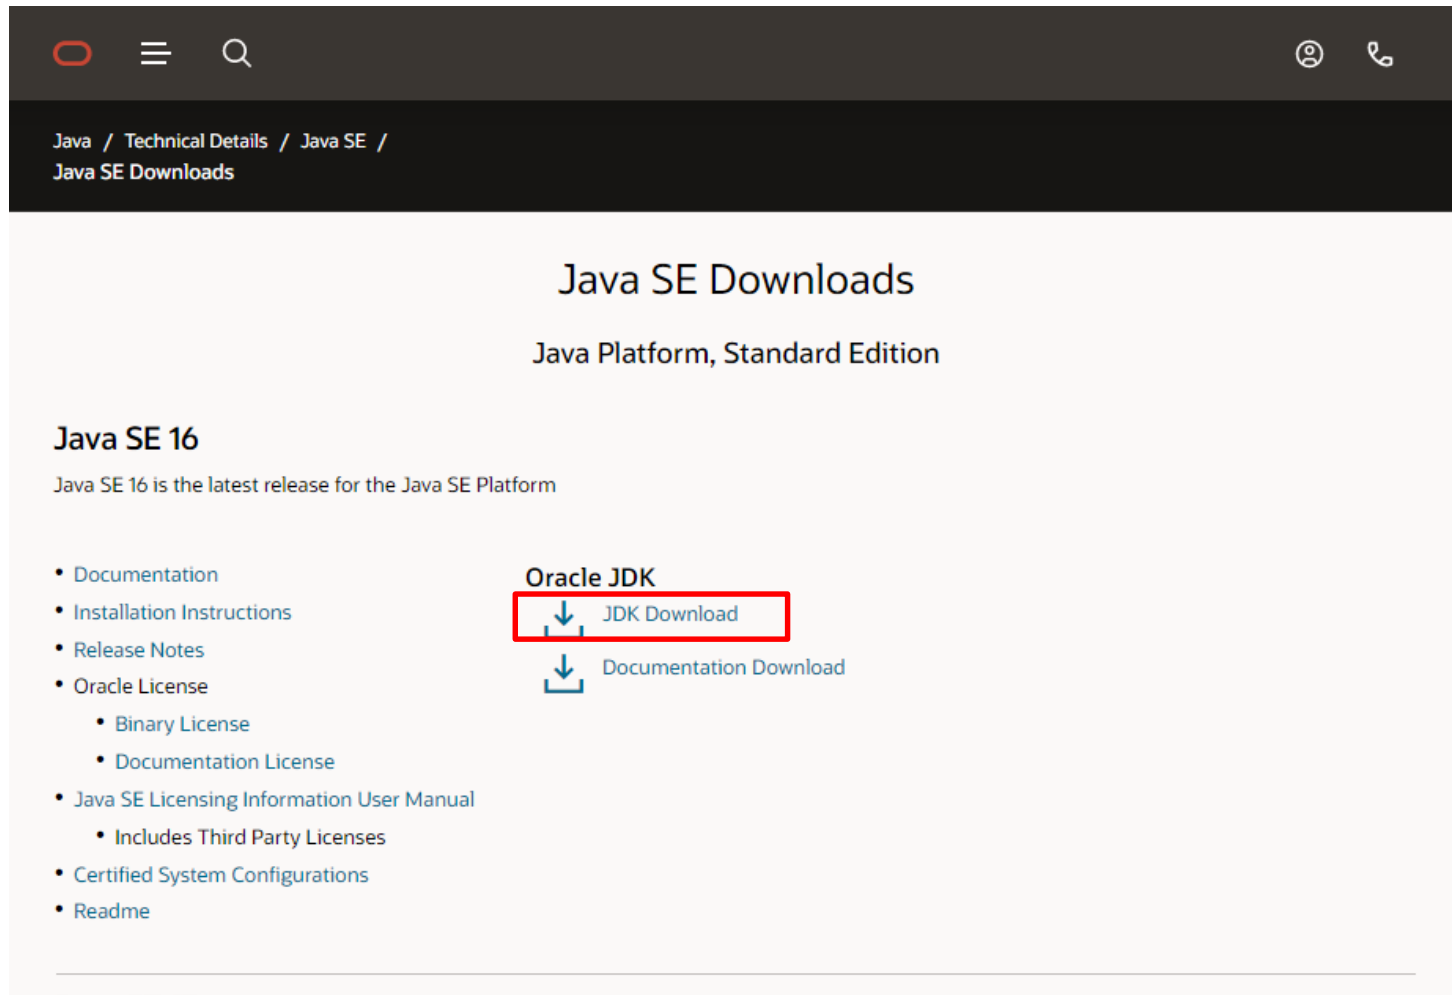 Java / Technical Details / Java SE /
Java SE Downloads
Java SE Downloads
Java Platform, Standard Edition
Java SE 16
Java SE 16 is the latest release for the Java SE Platform
• Documentation
• Installation Instructions
• Release Notes
• Oracle License
• Binary License
• Documentation License
• Java SE Licensing Information User Manual
• Includes Third Party Licenses
• Certified System Configurations
• Readme
Oracle JDK
JDK Download
Documentation Download